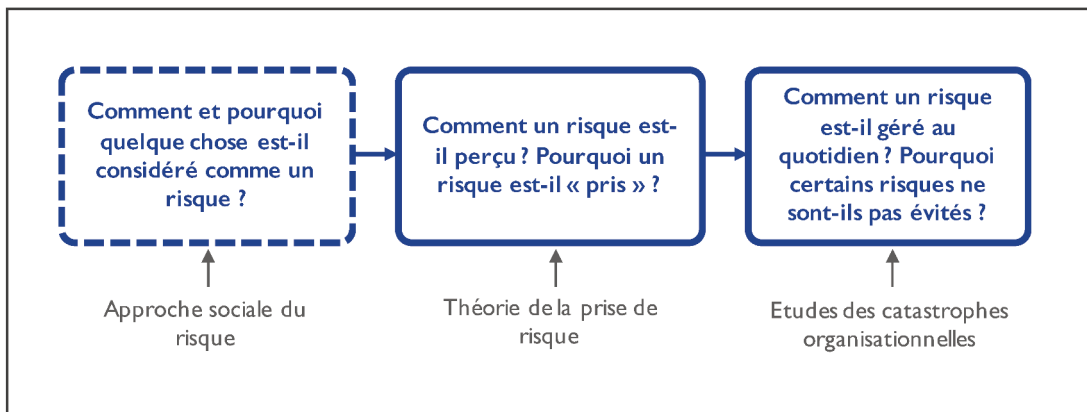 Comment et pourquoi
quelque chose est-il
considéré comme un
risque ?
Comment un risque est-
il perçu ? Pourquoi un
risque est-il « pris » ?
Comment un risque
est-il géré au
quotidien ? Pourquoi
certains risques ne
sont-ils pas évités ?
Approche sociale du
risque
Théorie de la prise de
risque
Etudes des catastrophes
organisationnelles